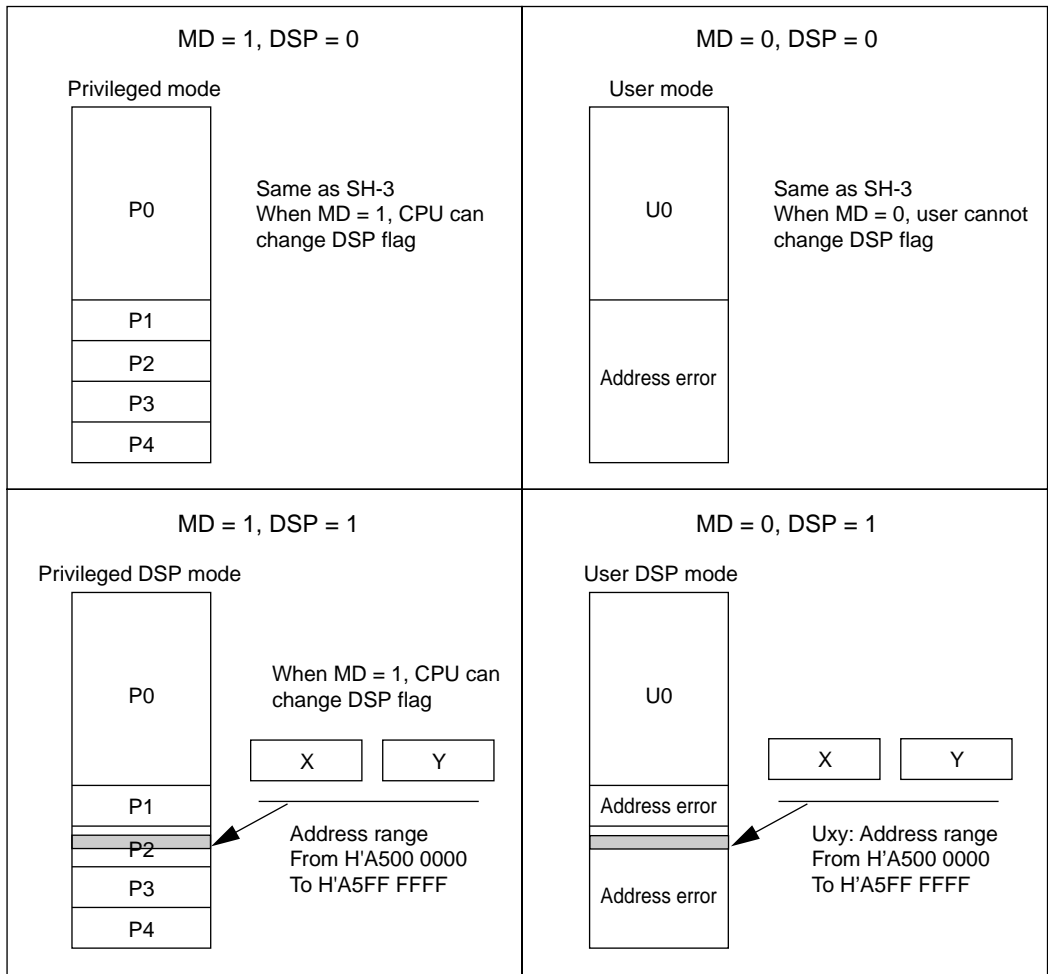 MD = 1, DSP = 0
Privileged mode
P0
Same as SH-3
When MD = 1, CPU can
change DSP flag
P1
P2
P3
P4
MD = 0, DSP = 0
User mode
U0
Same as SH-3
When MD = 0, user cannot
change DSP flag
Address error
MD = 1, DSP = 1
Privileged DSP mode
P0
When MD = 1, CPU can
change DSP flag
X
Y
P1
P2
Address range
From H'A500 0000
To H'A5FF FFFF
P3
P4
MD = 0, DSP = 1
User DSP mode
U0
X
Y
Address error
Uxy: Address range
From H’A500 0000
To H’A5FF FFFF
Address error